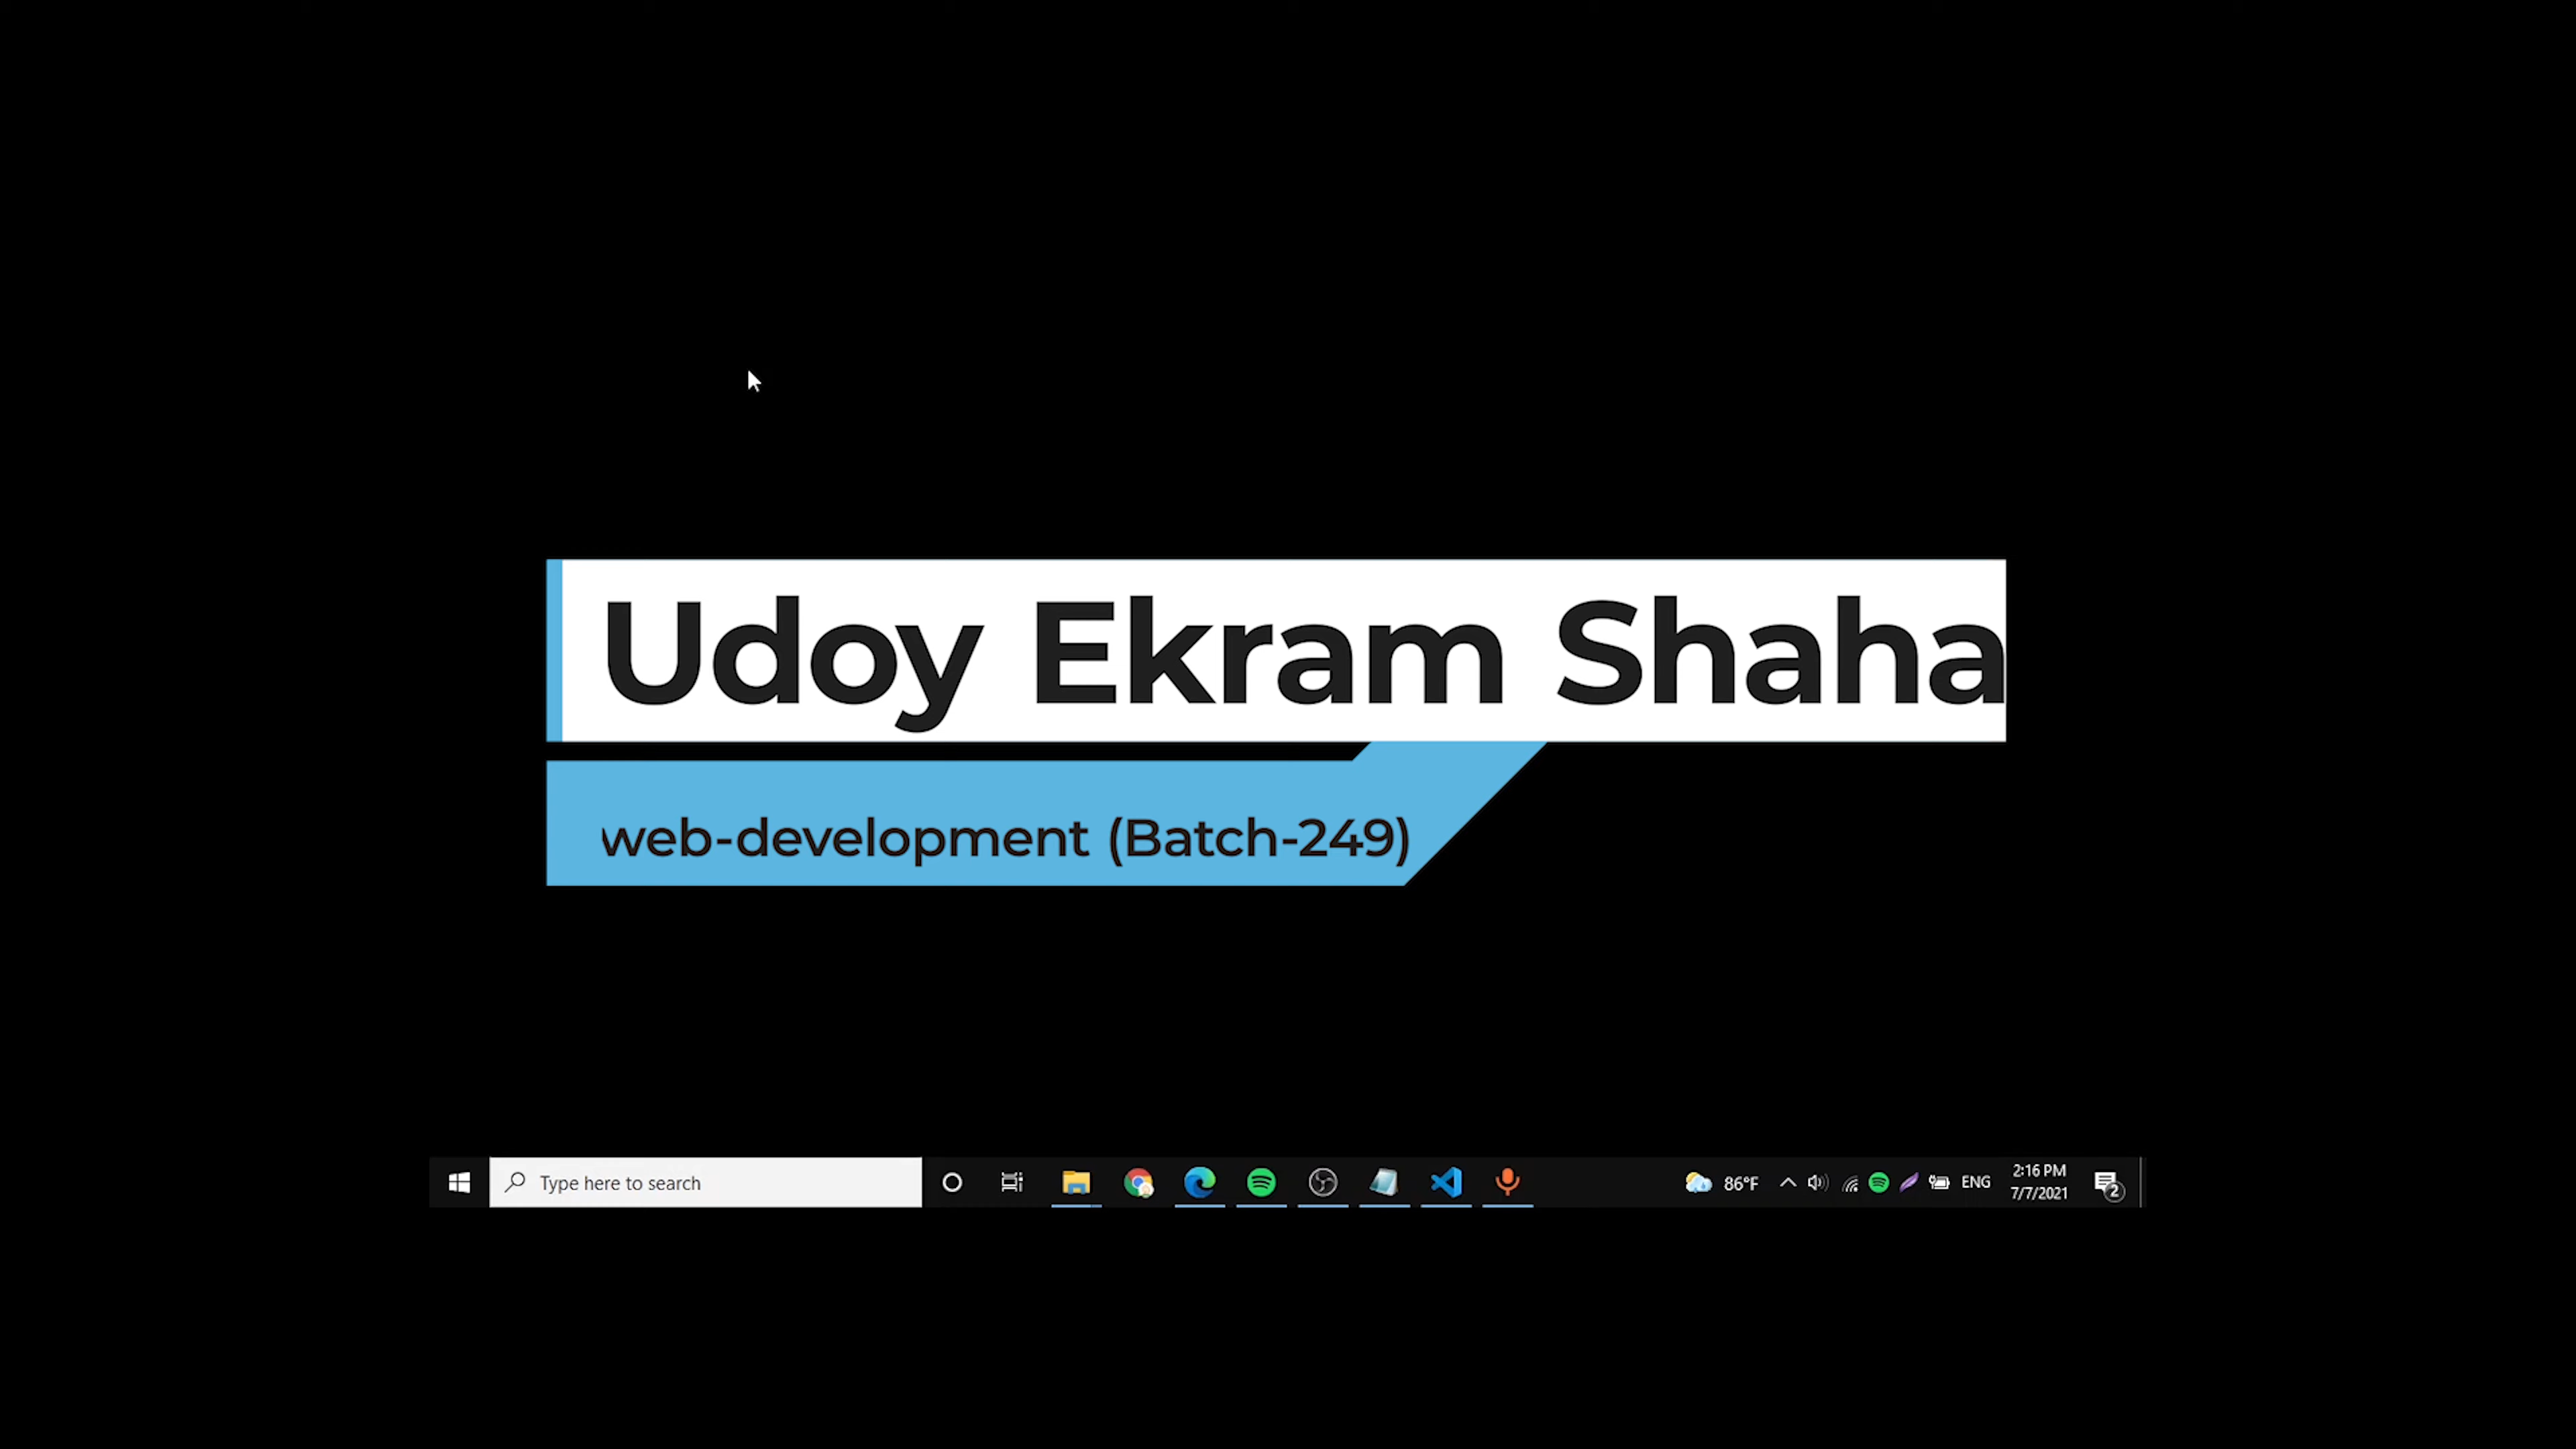 Udoy Ekram Shaha
web-development (Batch-249)
Type here to search
86°F
ENG
2:16 PM
7/7/2021
2